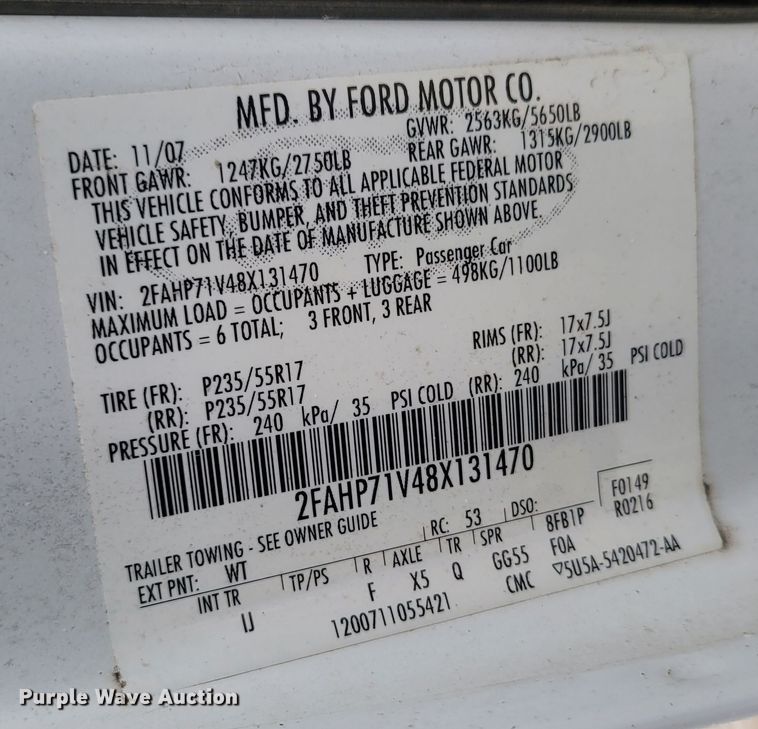 MFD. BY FORD MOTOR CO.
DATE: 11/07 GVWR: 2563KG/5650LB
FRONT GAWR: 1247KG/2750LB REAR GAWR: 1315KG/2900LB
THIS VEHICLE CONFORMS TO ALL APPLICABLE FEDERAL MOTOR
VEHICLE SAFETY, BUMPER, AND THEFT PREVENTION STANDARDS
IN EFFECT ON THE DATE OF MANUFACTURE SHOWN ABOVE.
VIN: 2FAHP71V48X131470 TYPE: Passenger Car
MAXIMUM LOAD = OCCUPANTS + LUGGAGE = 498KG/1100LB
OCCUPANTS = 6 TOTAL; 3 FRONT, 3 REAR
TIRE (FR): P235/55R17 RIMS (FR): 17x7.5J
(RR): P235/55R17 (RR): 17x7.5J
PRESSURE (FR): 240 kPa/ 35 PSI COLD (RR): 240 kPa/ 35 PSI COLD
2FAHP71V48X131470
TRAILER TOWING - SEE OWNER GUIDE
F0149
EXT PNT: WT RC: 53 DSO: 8FB1P R0216
INT TR TP/PS R AXLE TR SPR F0A
IJ F X5 Q GG55
1200711055421 CMC ▽5U5A-5420472-AA
Purple Wave Auction